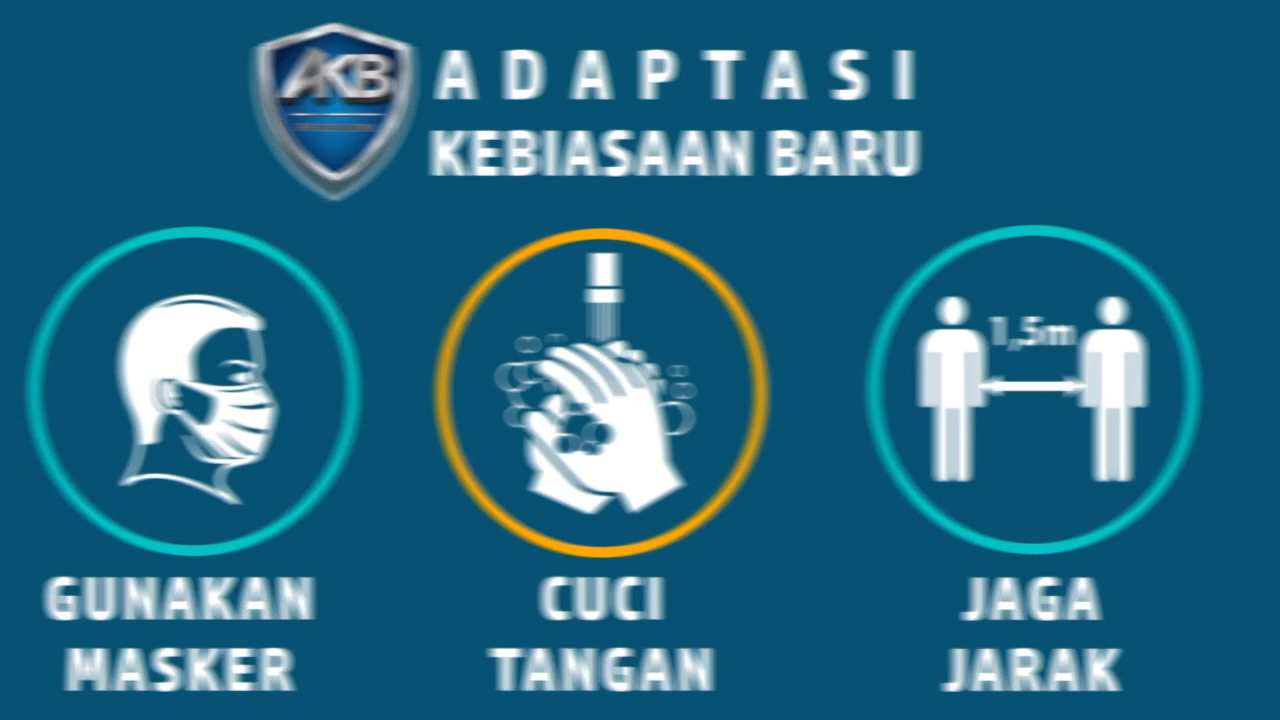 AKB
ADAPTASI
KEBIASAAN BARU
1,5m
GUNAKAN
MASKER
CUCI
TANGAN
JAGA
JARAK